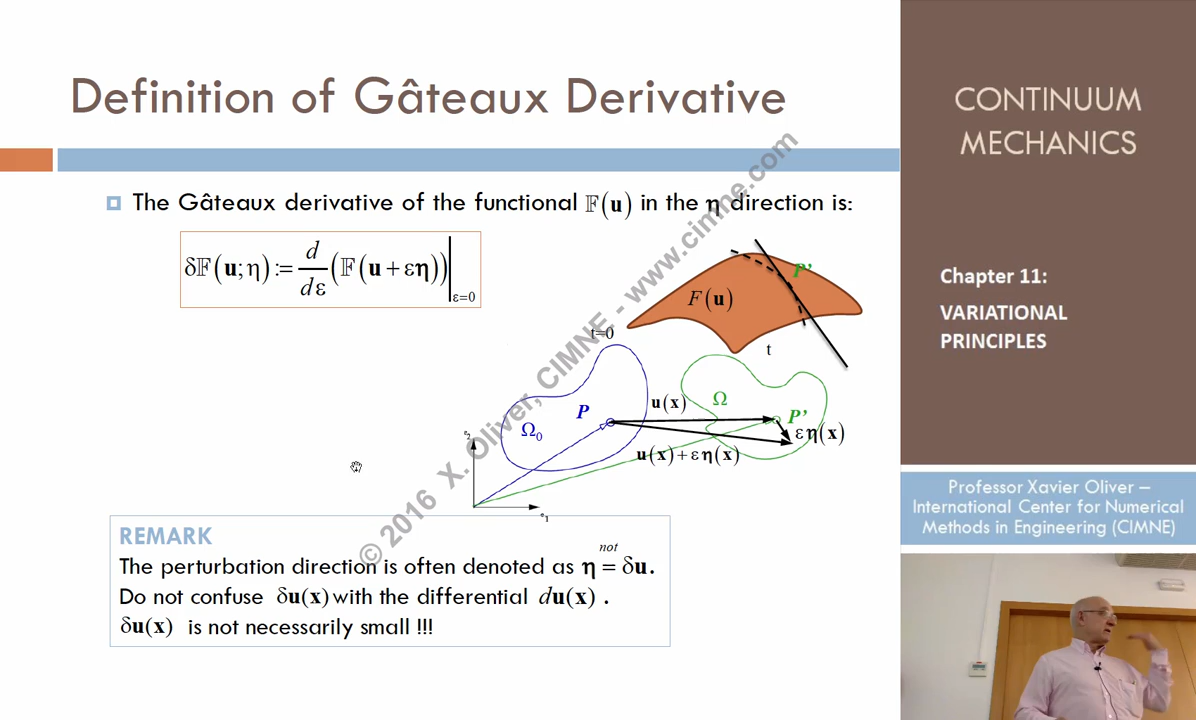 Definition of Gâteaux Derivative
The Gâteaux derivative of the functional 𝔽(u) in the η direction is:
δ𝔽(u;η) := d/dε (𝔽(u + εη))|ε=0
P'
F(u)
t=0
t
u(x)
Ω
P
P'
Ω₀
εη(x)
u(x)+εη(x)
e₂
e₁
REMARK
not
The perturbation direction is often denoted as η = δu.
Do not confuse δu(x) with the differential du(x) .
δu(x) is not necessarily small !!!
© 2016 X. Oliver, CIMNE - www.cimne.com
CONTINUUM
MECHANICS
Chapter 11:
VARIATIONAL
PRINCIPLES
Professor Xavier Oliver –
International Center for Numerical
Methods in Engineering (CIMNE)